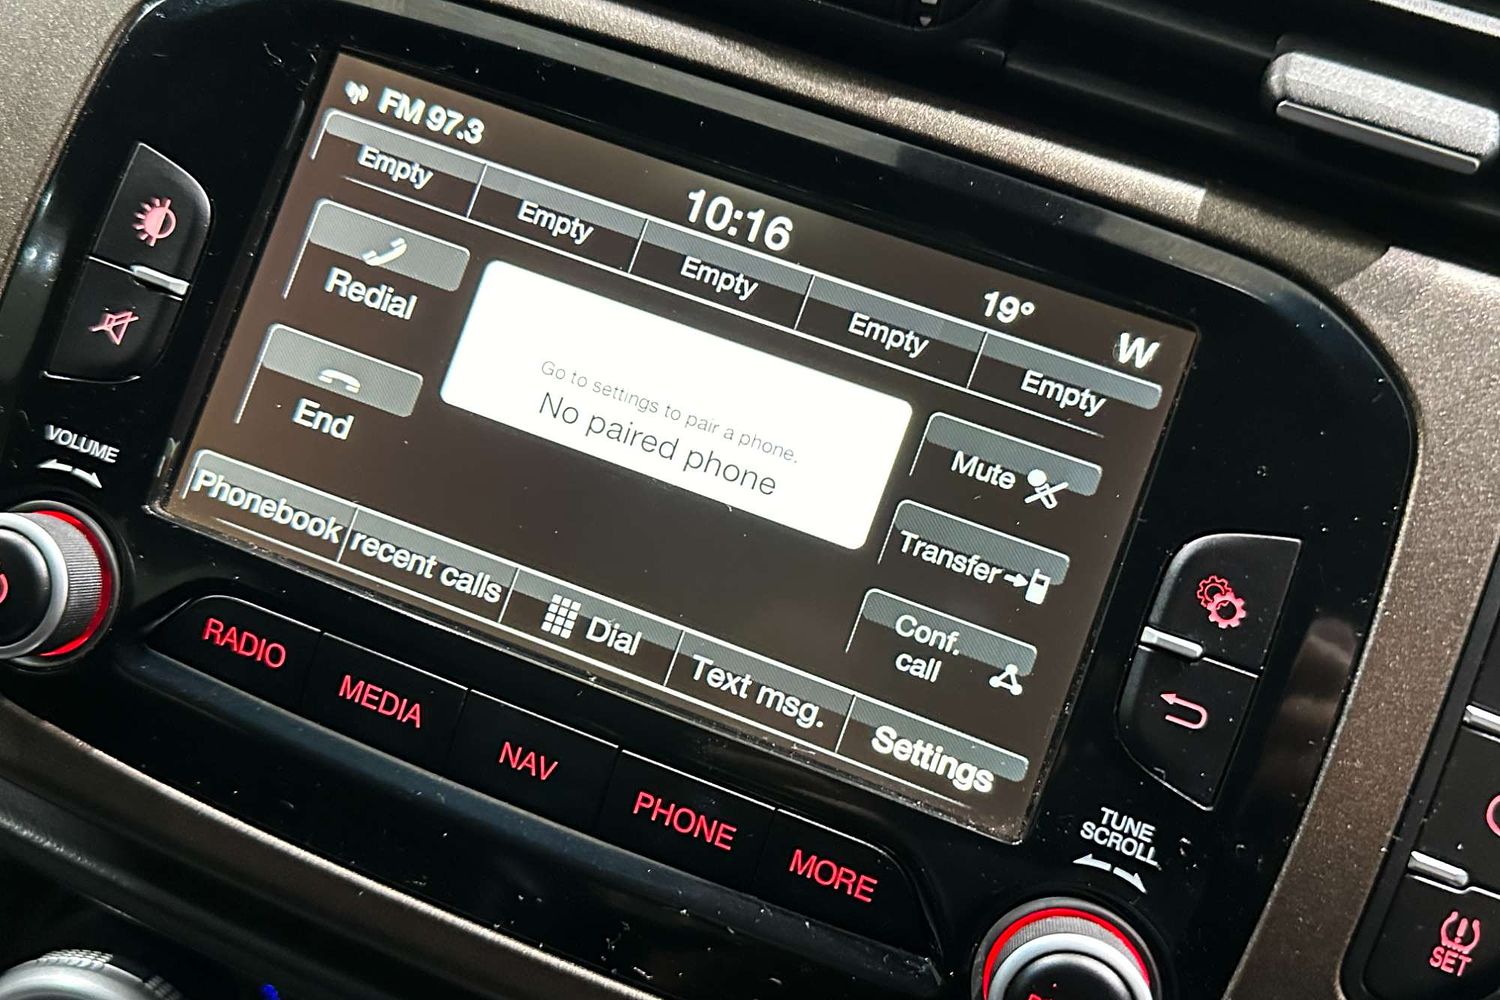 FM 97.3
10:16
19°
W
Empty
Empty
Empty
Empty
Empty
Redial
End
Go to settings to pair a phone.
No paired phone
Mute
Transfer
Conf.
call
Phonebook
recent calls
Dial
Text msg.
Settings
VOLUME
RADIO
MEDIA
NAV
PHONE
MORE
TUNE
SCROLL
SET